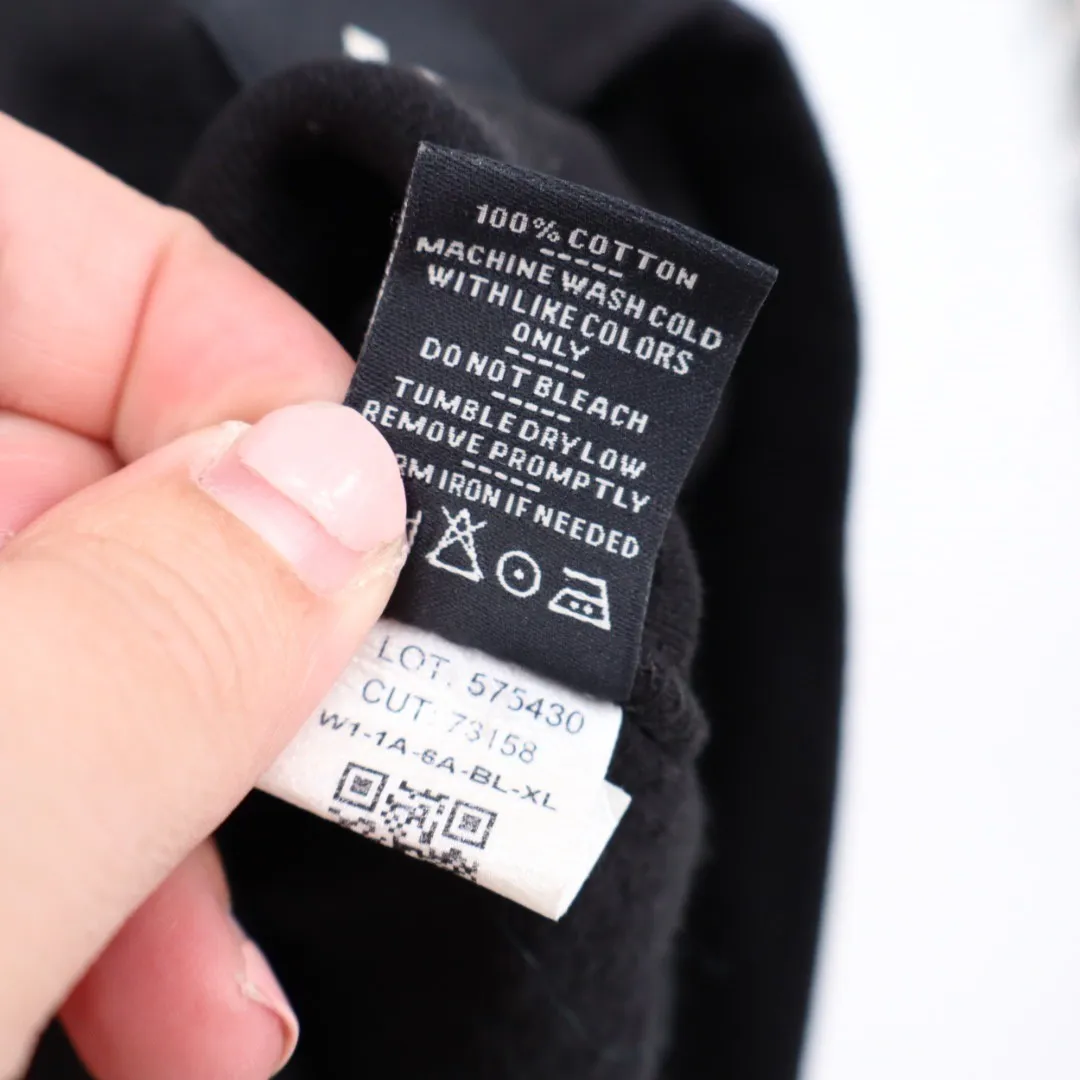 100% COTTON
MACHINE WASH COLD
WITH LIKE COLORS
ONLY
DO NOT BLEACH
TUMBLE DRY LOW
REMOVE PROMPTLY
RM IRON IF NEEDED
LOT. 575430
CUT: 73158
W1-1A-6A-BL-XL